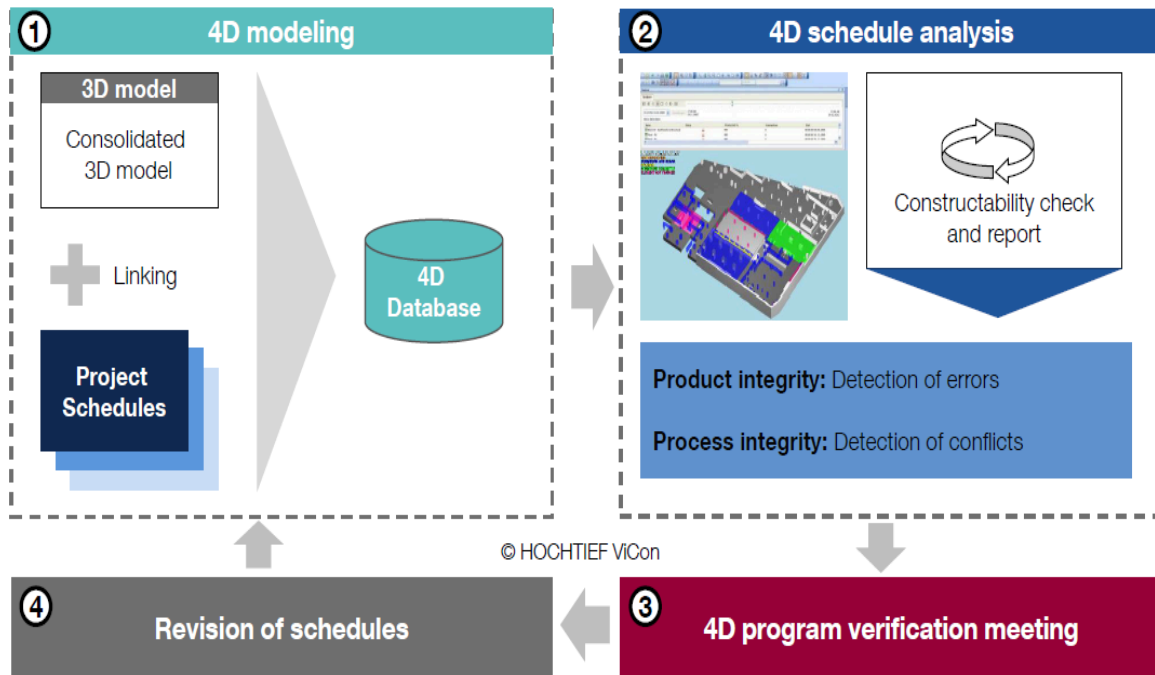 1
4D modeling
3D model
Consolidated
3D model
Linking
Project
Schedules
4D
Database
2
4D schedule analysis
Constructability check
and report
Product integrity: Detection of errors
Process integrity: Detection of conflicts
© HOCHTIEF ViCon
4
Revision of schedules
3
4D program verification meeting